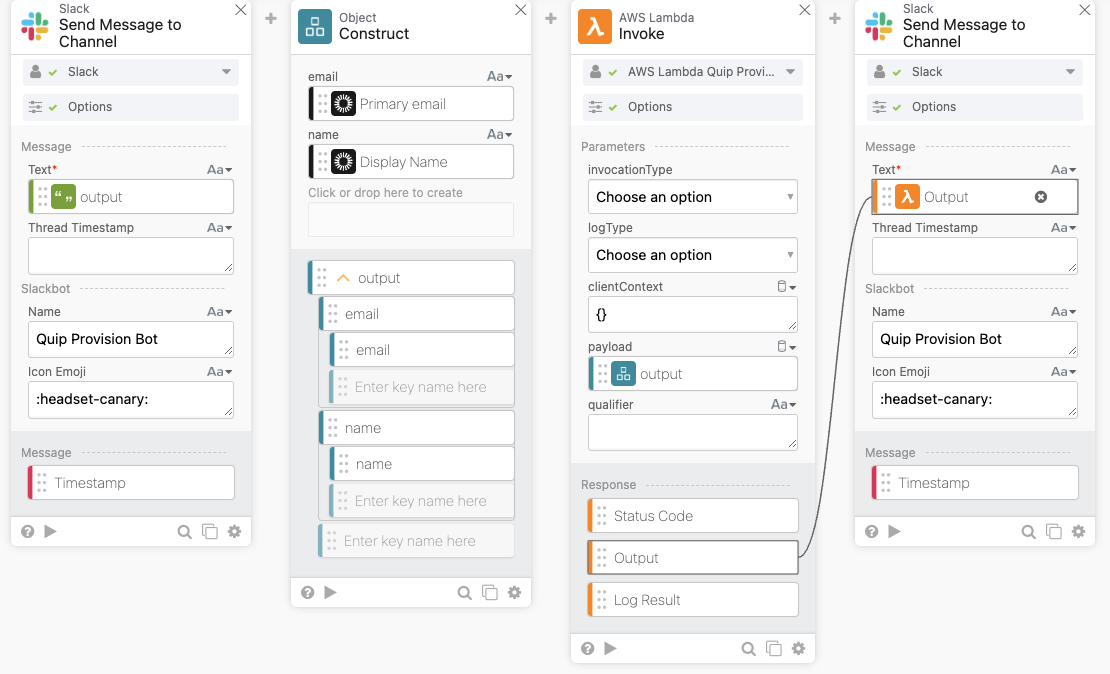 Slack
Send Message to
Channel
Slack
Options
Message
Text*
Aa
output
Thread Timestamp
Aa
Slackbot
Name
Aa
Quip Provision Bot
Icon Emoji
Aa
:headset-canary:
Message
Timestamp
Object
Construct
email
Aa
Primary email
name
Aa
Display Name
Click or drop here to create
output
email
email
Enter key name here
name
name
Enter key name here
Enter key name here
AWS Lambda
Invoke
AWS Lambda Quip Provi...
Options
Parameters
invocationType
Choose an option
logType
Choose an option
clientContext
{}
payload
output
qualifier
Aa
Response
Status Code
Output
Log Result
Slack
Send Message to
Channel
Slack
Options
Message
Text*
Aa
Output
Thread Timestamp
Aa
Slackbot
Name
Aa
Quip Provision Bot
Icon Emoji
Aa
:headset-canary:
Message
Timestamp